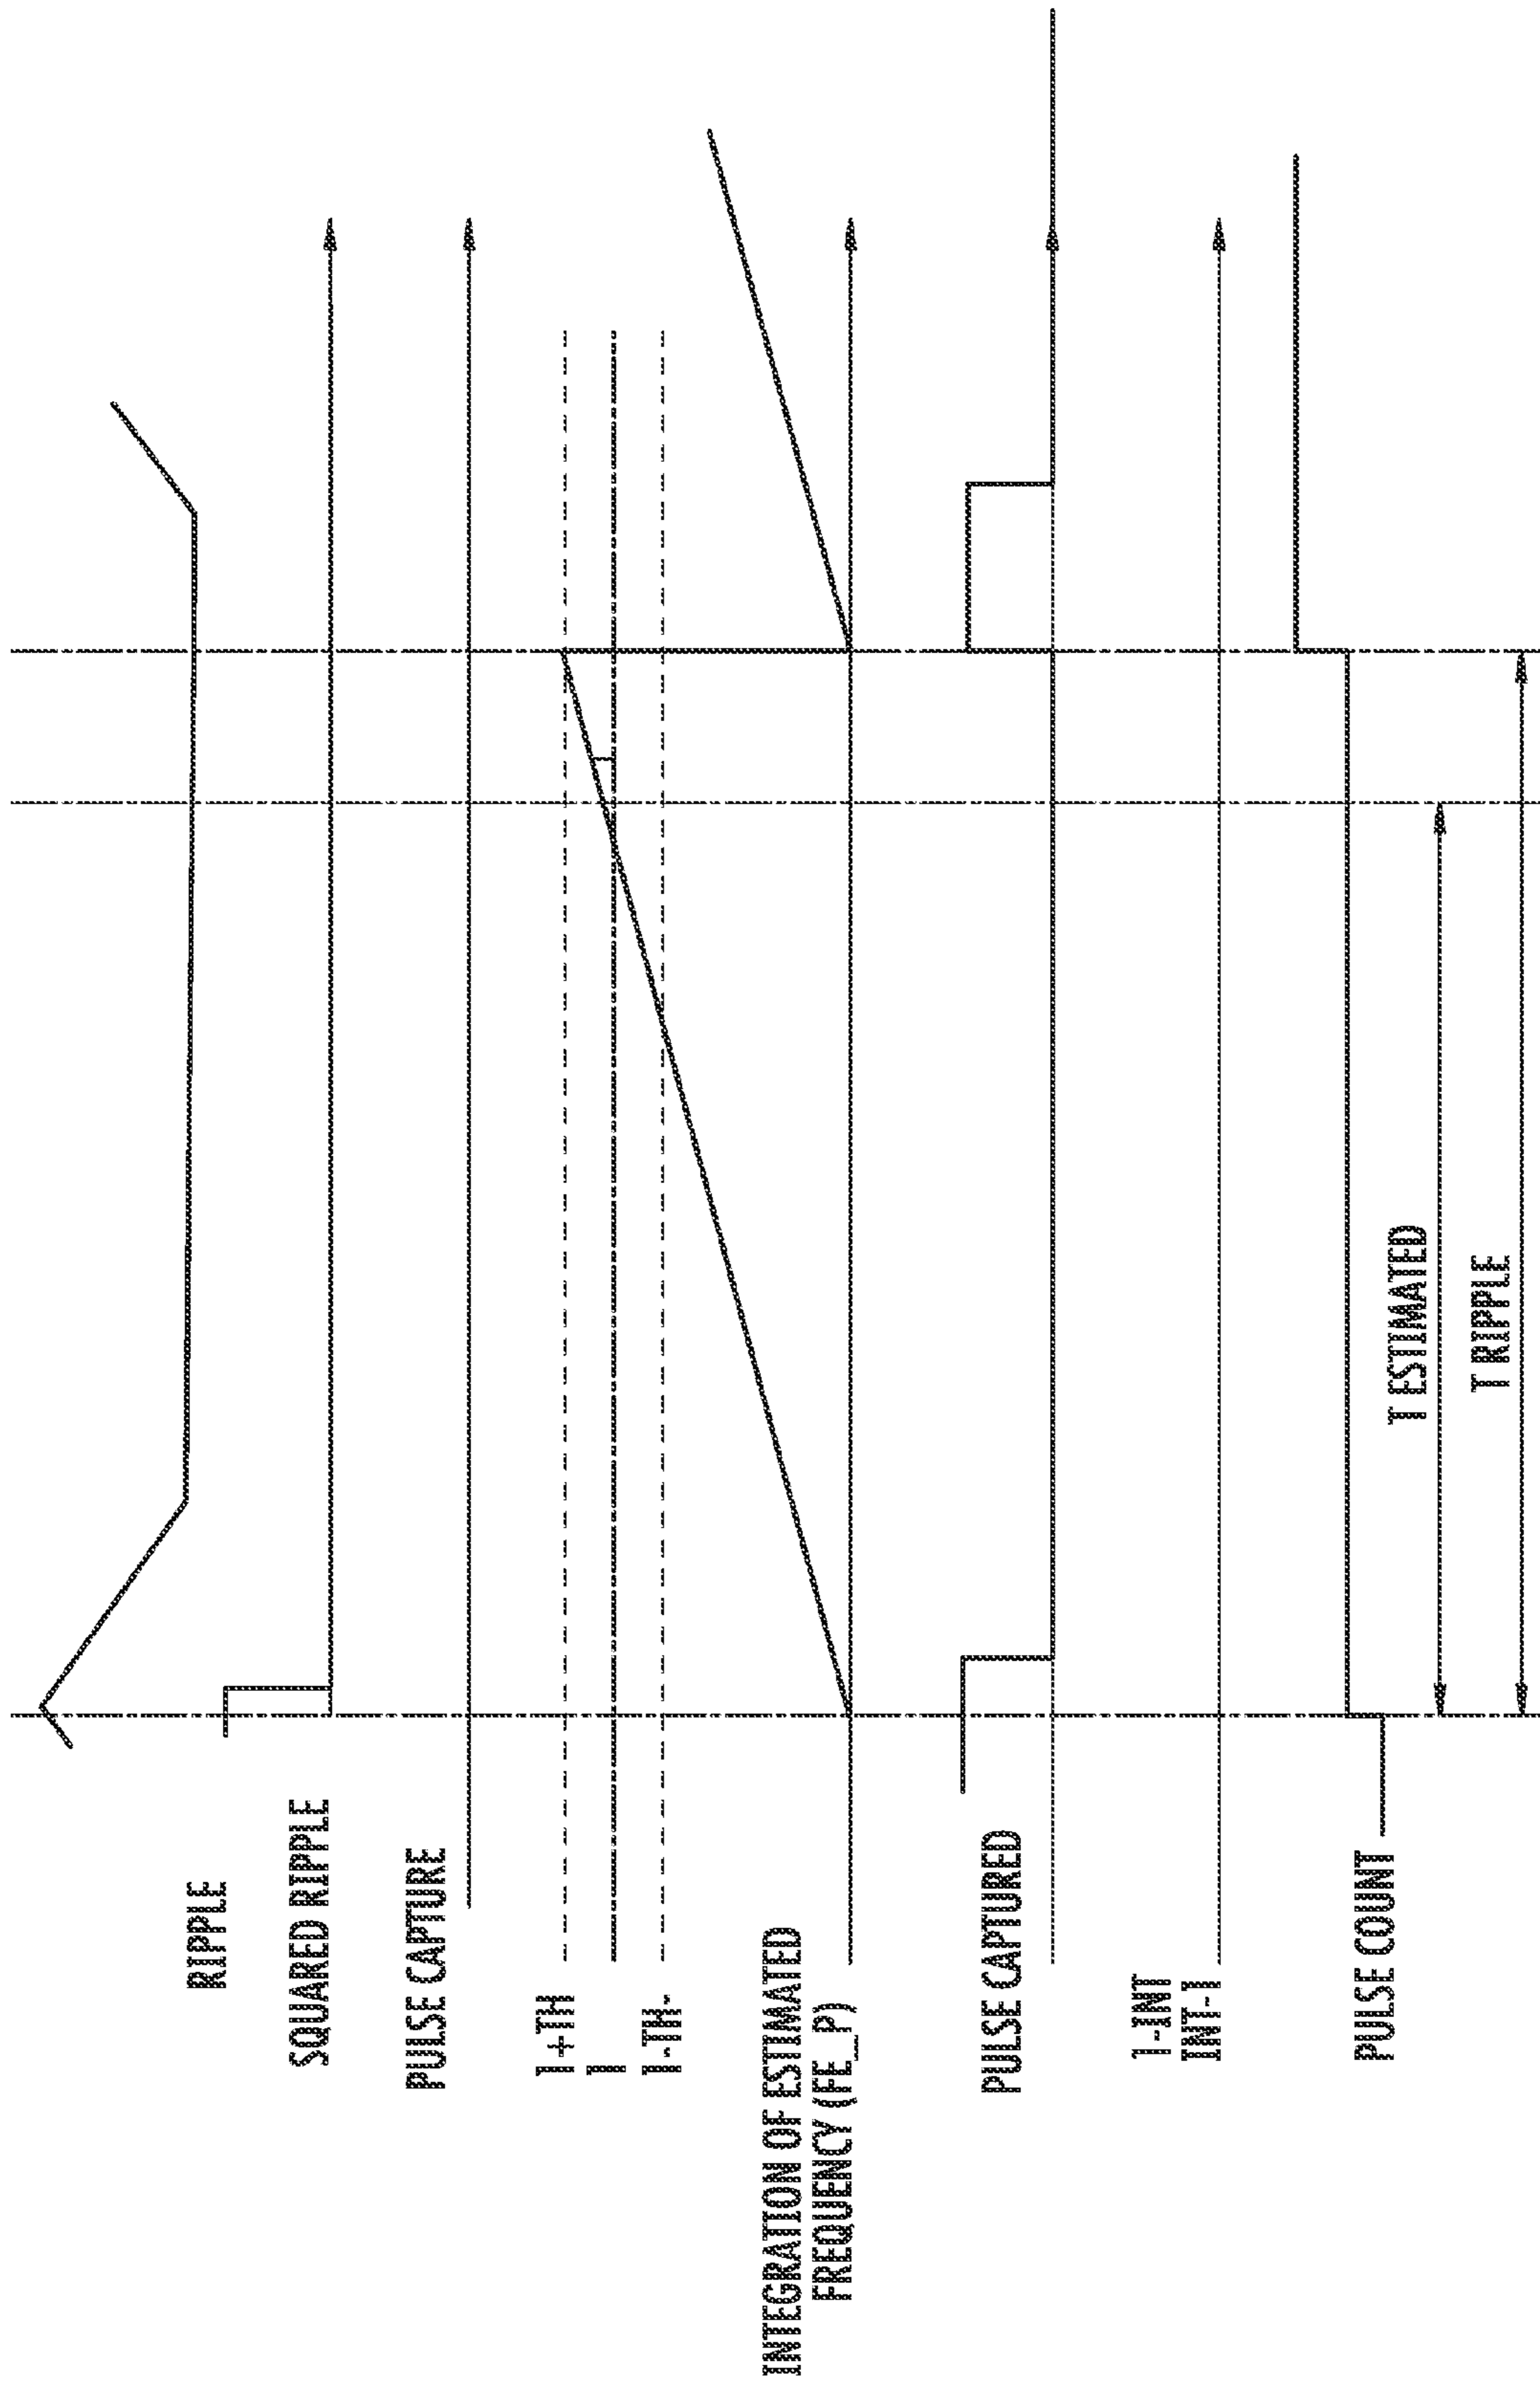 RIPPLE
SQUARED RIPPLE
PULSE CAPTURE
1+TH
1
1-TH-
INTEGRATION OF ESTIMATED
FREQUENCY (FE_P)
PULSE CAPTURED
1-INT
INT-1
PULSE COUNT
T ESTIMATED
T RIPPLE